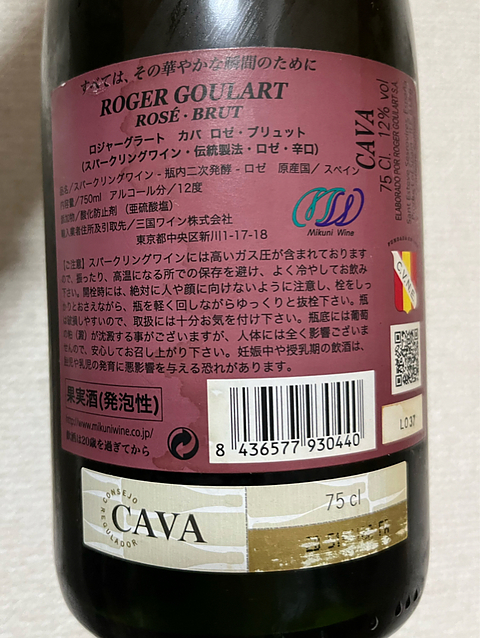 すべては、その華やかな瞬間のために
ROGER GOULART
ROSÉ・BRUT
ロジャーグラート カバ ロゼ・ブリュット
(スパークリングワイン・伝統製法・ロゼ・辛口)
品名/スパークリングワイン - 瓶内二次発酵・ロゼ 原産国/スペイン
内容量/750ml アルコール分/12度
添加物/酸化防止剤(亜硫酸塩)
輸入業者住所及引取先/三国ワイン株式会社
東京都中央区新川1-17-18
Mikuni Wine
【ご注意】スパークリングワインには高いガス圧が含まれております
ので、振ったり、高温になる所での保存を避け、よく冷やしてお飲み
下さい。開栓時には、絶対に人や顔に向けないように注意し、栓をしっ
かりとおさえながら、瓶を軽く回しながらゆっくりと抜栓下さい。瓶
は破損しやすいので、取扱には十分お気を付け下さい。瓶底には葡萄
の粕(澱)が沈澱する事がございますが、人体には全く影響ございま
せんので、安心してお召し上がり下さい。妊娠中や授乳期の飲酒は、
胎児や乳児の発育に悪影響を与える恐れがあります。
果実酒(発泡性)
http://www.mikuniwine.co.jp/
飲酒は20歳を過ぎてから
8 436577 930440
CAVA
75 Cl. 12% vol
ELABORADO POR ROGER GOULART S.A.
CVNE
L037
CONSEJO
REGULADOR
CAVA
75 cl